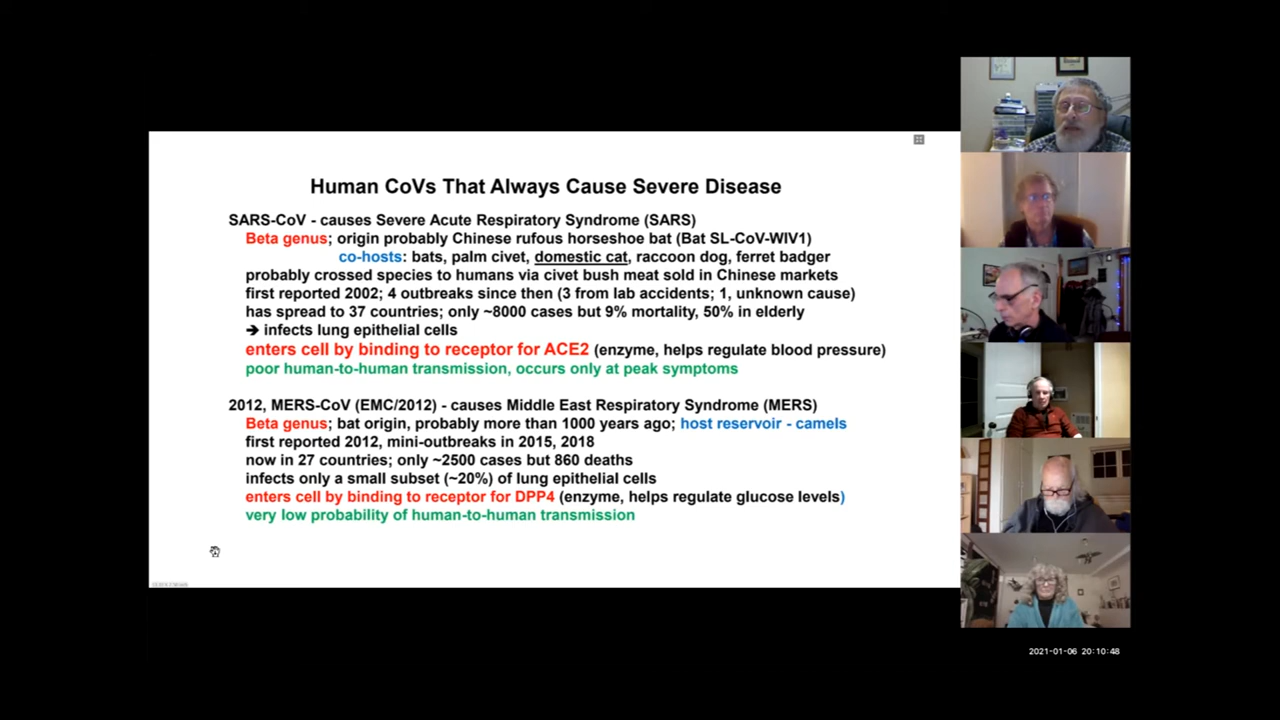 Human CoVs That Always Cause Severe Disease
SARS-CoV - causes Severe Acute Respiratory Syndrome (SARS)
Beta genus; origin probably Chinese rufous horseshoe bat (Bat SL-CoV-WIV1)
co-hosts: bats, palm civet, domestic cat, raccoon dog, ferret badger
probably crossed species to humans via civet bush meat sold in Chinese markets
first reported 2002; 4 outbreaks since then (3 from lab accidents; 1, unknown cause)
has spread to 37 countries; only ~8000 cases but 9% mortality, 50% in elderly
➔ infects lung epithelial cells
enters cell by binding to receptor for ACE2 (enzyme, helps regulate blood pressure)
poor human-to-human transmission, occurs only at peak symptoms
2012, MERS-CoV (EMC/2012) - causes Middle East Respiratory Syndrome (MERS)
Beta genus; bat origin, probably more than 1000 years ago; host reservoir - camels
first reported 2012, mini-outbreaks in 2015, 2018
now in 27 countries; only ~2500 cases but 860 deaths
infects only a small subset (~20%) of lung epithelial cells
enters cell by binding to receptor for DPP4 (enzyme, helps regulate glucose levels)
very low probability of human-to-human transmission
2021-01-06 20:10:48